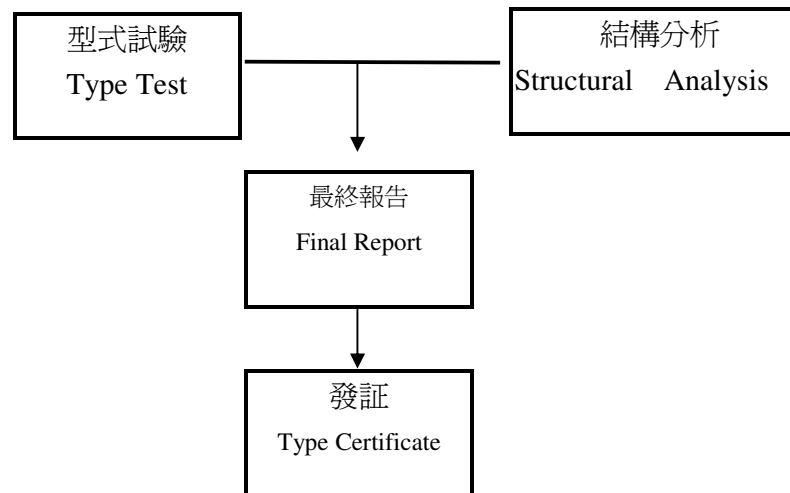 型式試驗
Type Test
結構分析
Structural Analysis
最終報告
Final Report
發証
Type Certificate